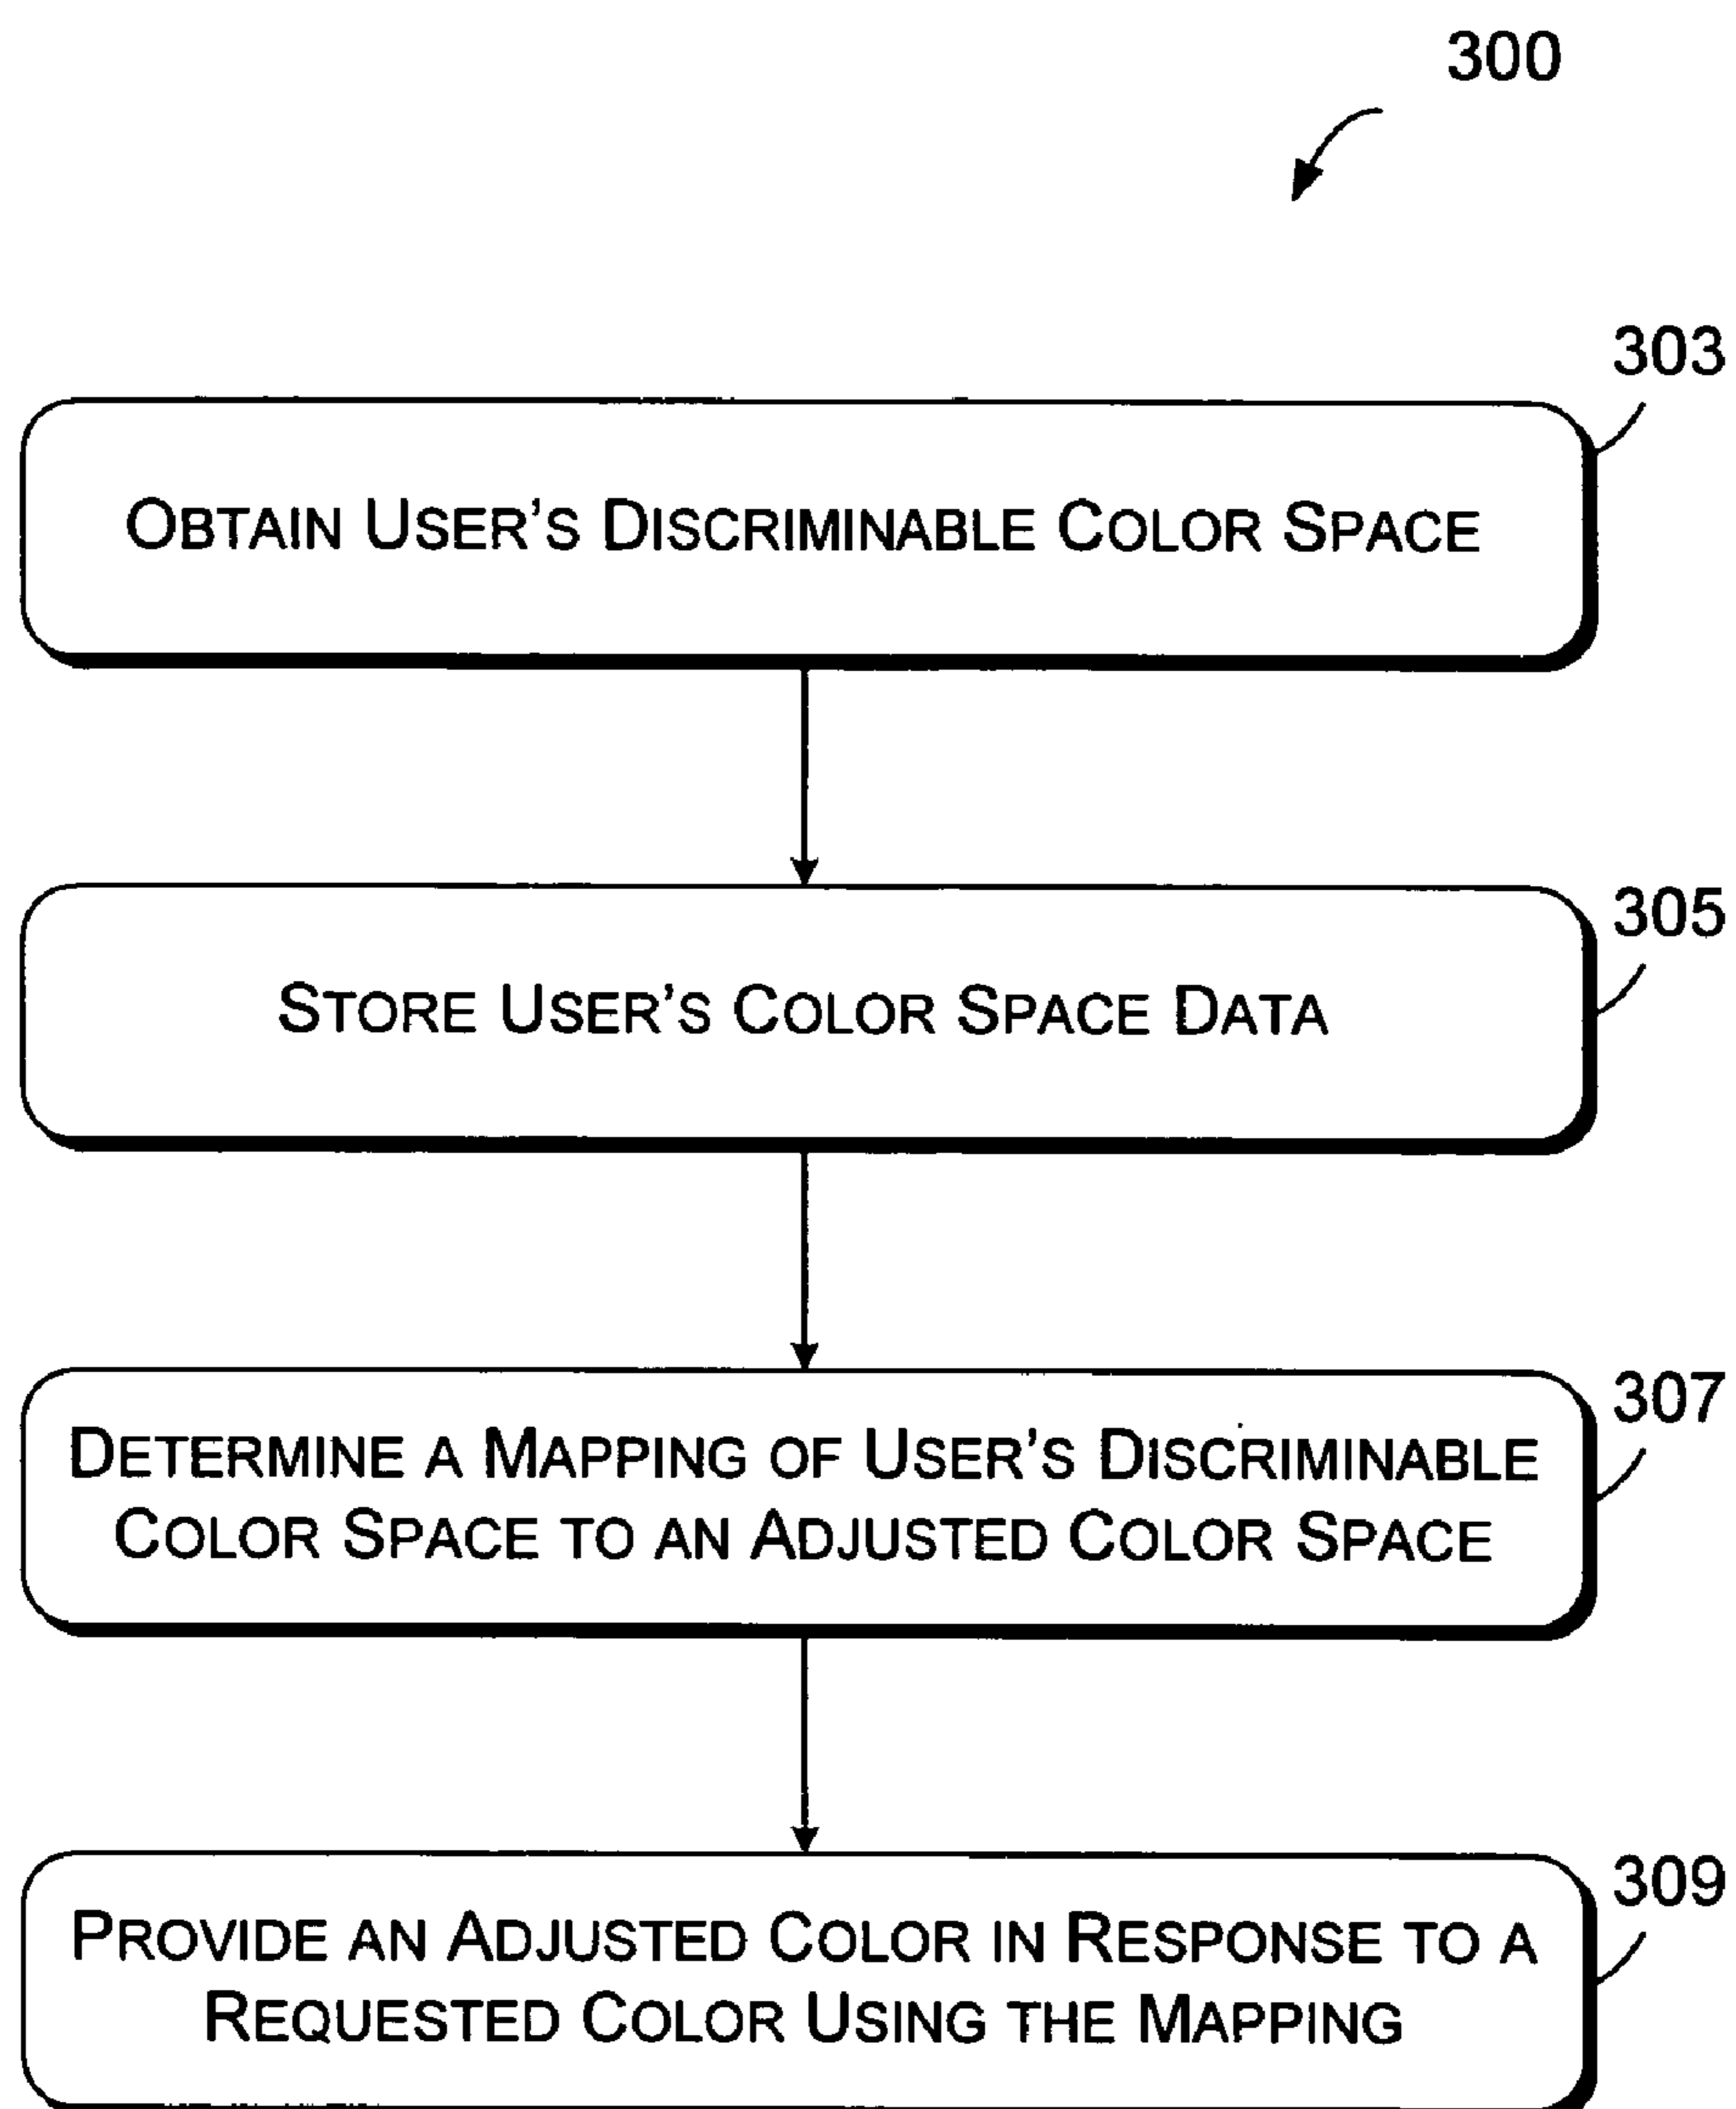 300
303
OBTAIN USER'S DISCRIMINABLE COLOR SPACE
305
STORE USER'S COLOR SPACE DATA
307
DETERMINE A MAPPING OF USER'S DISCRIMINABLE
COLOR SPACE TO AN ADJUSTED COLOR SPACE
309
PROVIDE AN ADJUSTED COLOR IN RESPONSE TO A
REQUESTED COLOR USING THE MAPPING